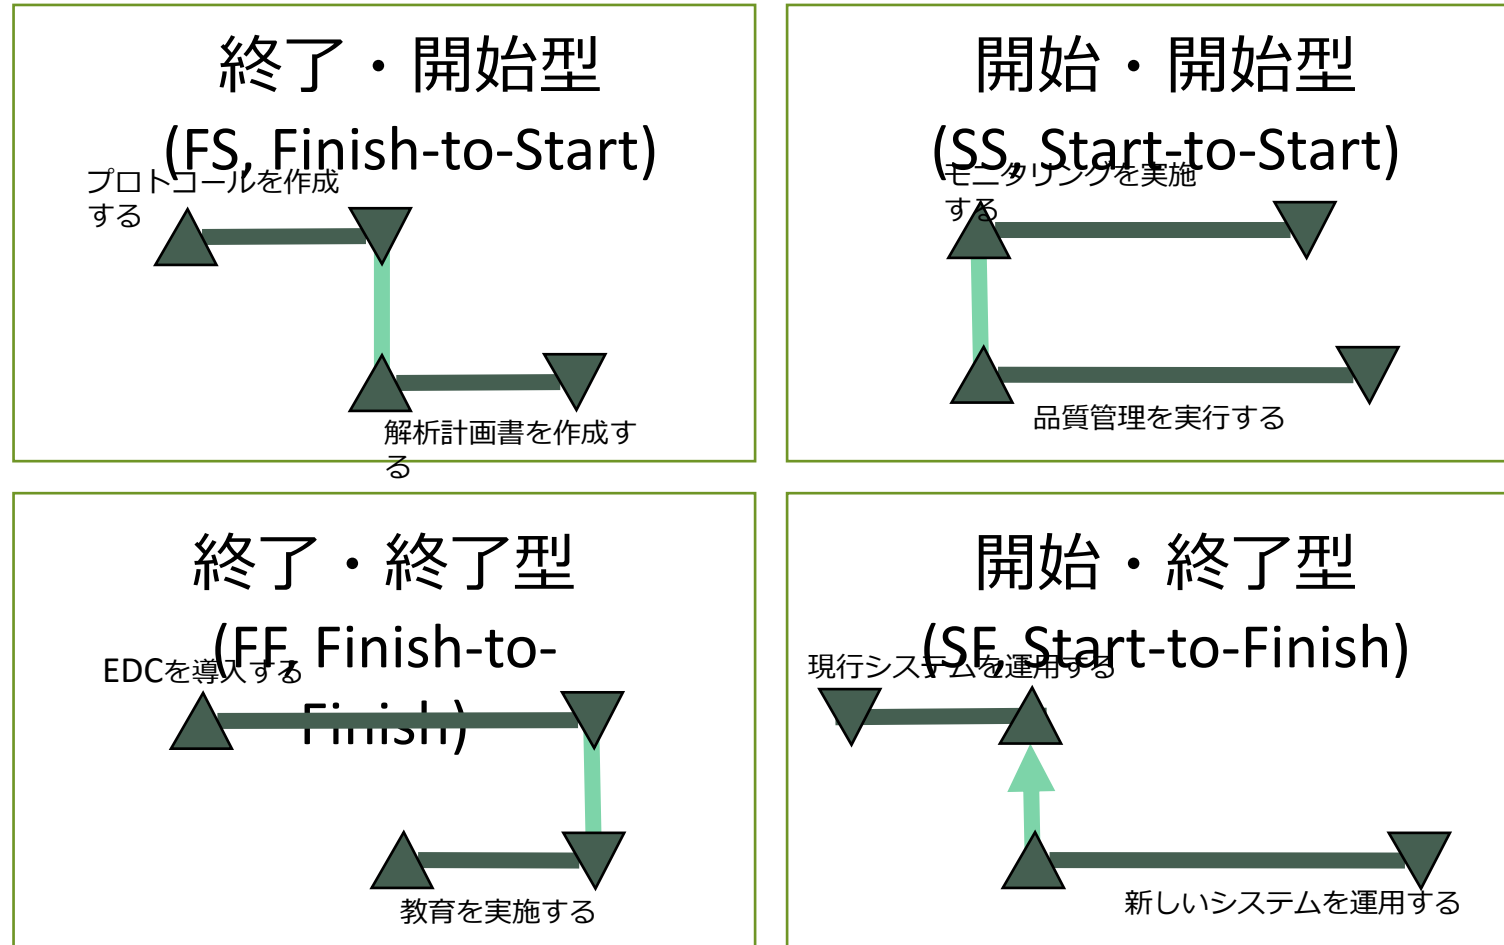 終了・開始型
(FS, Finish-to-Start)
プロトコールを作成
する
解析計画書を作成す
る
開始・開始型
(SS, Start-to-Start)
モニタリングを実施
する
品質管理を実行する
終了・終了型
(FF, Finish-to-
Finish)
EDCを導入する
教育を実施する
開始・終了型
(SF, Start-to-Finish)
現行システムを運用する
新しいシステムを運用する